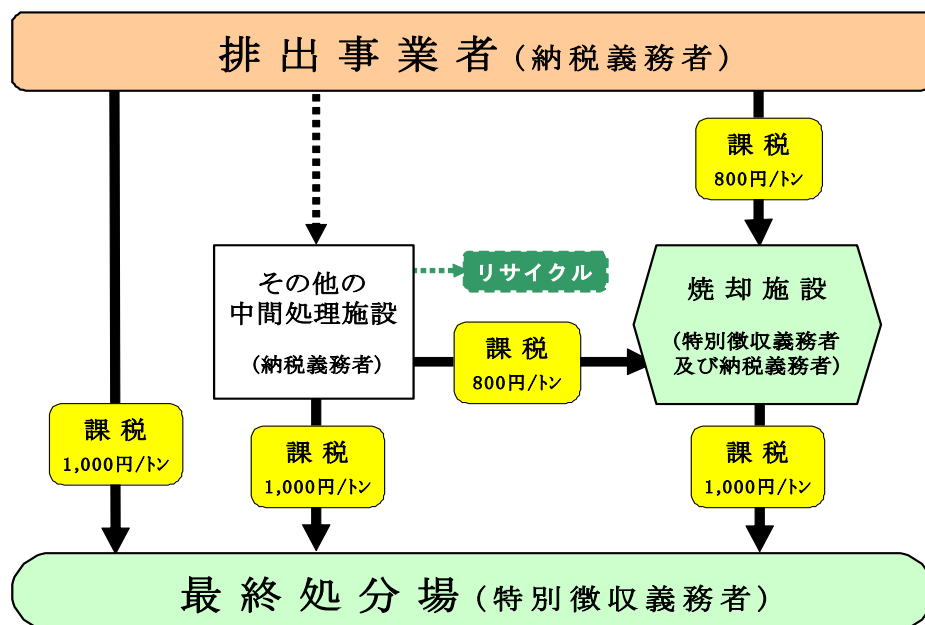 排出事業者(納税義務者)
課税
800円/トン
その他の
中間処理施設
(納税義務者)
リサイクル
焼却施設
(特別徴収義務者
及び納税義務者)
課税
800円/トン
課税
1,000円/トン
課税
1,000円/トン
課税
1,000円/トン
最終処分場(特別徴収義務者)